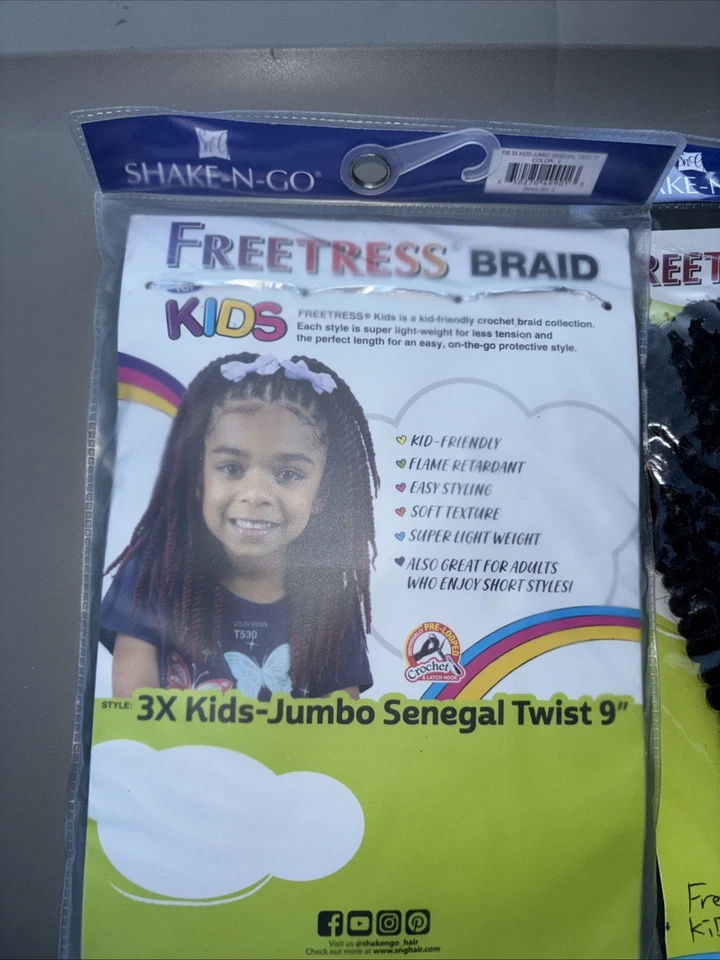 SHAKE-N-GO®
FREETRESS® BRAID
KIDS
FREETRESS® Kids is a kid-friendly crochet braid collection.
Each style is super light-weight for less tension and
the perfect length for an easy, on-the-go protective style.
KID-FRIENDLY
FLAME RETARDANT
EASY STYLING
SOFT TEXTURE
SUPER LIGHT WEIGHT
ALSO GREAT FOR ADULTS
WHO ENJOY SHORT STYLES!
COLOR SHOWN:
T530
PRE-LOOPED
Crochet
& LATCH HOOK
STYLE: 3X Kids-Jumbo Senegal Twist 9"
Visit us @shakengo_hair
Check out more at www.snghair.com
KE-N
REET
Fre
Ki